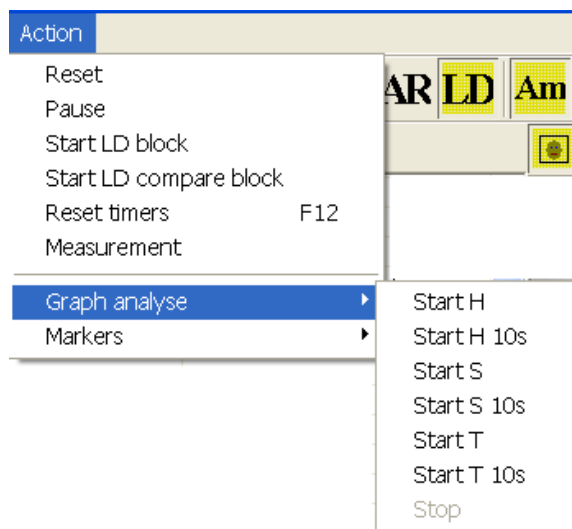 Action
Reset
Pause
Start LD block
Start LD compare block
Reset timers F12
Measurement
Graph analyse
Markers
AR LD Am
Start H
Start H 10s
Start S
Start S 10s
Start T
Start T 10s
Stop